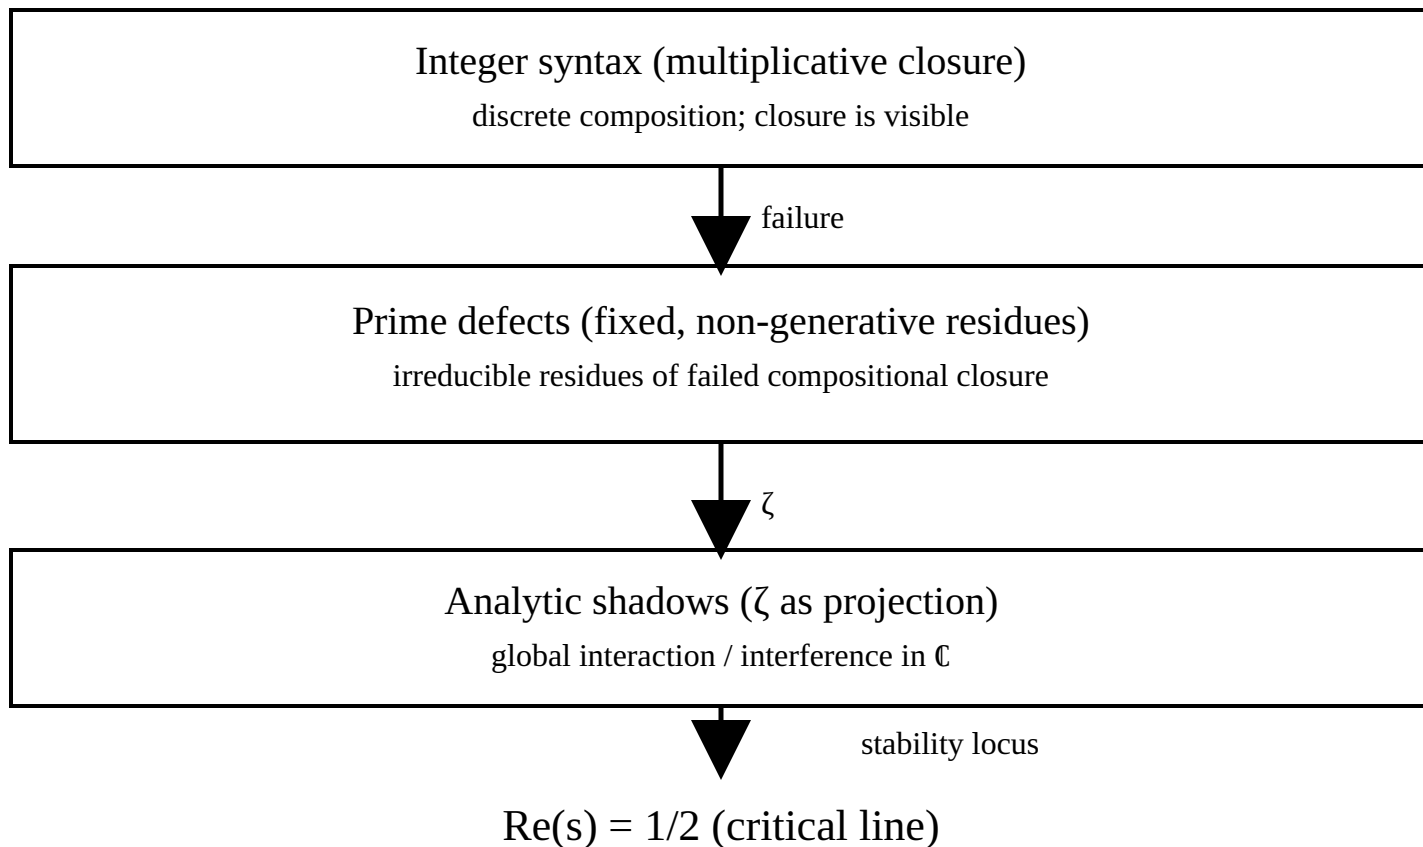 Integer syntax (multiplicative closure)
discrete composition; closure is visible
failure
Prime defects (fixed, non-generative residues)
irreducible residues of failed compositional closure
ζ
Analytic shadows (ζ as projection)
global interaction / interference in ℂ
stability locus
Re(s) = 1/2 (critical line)